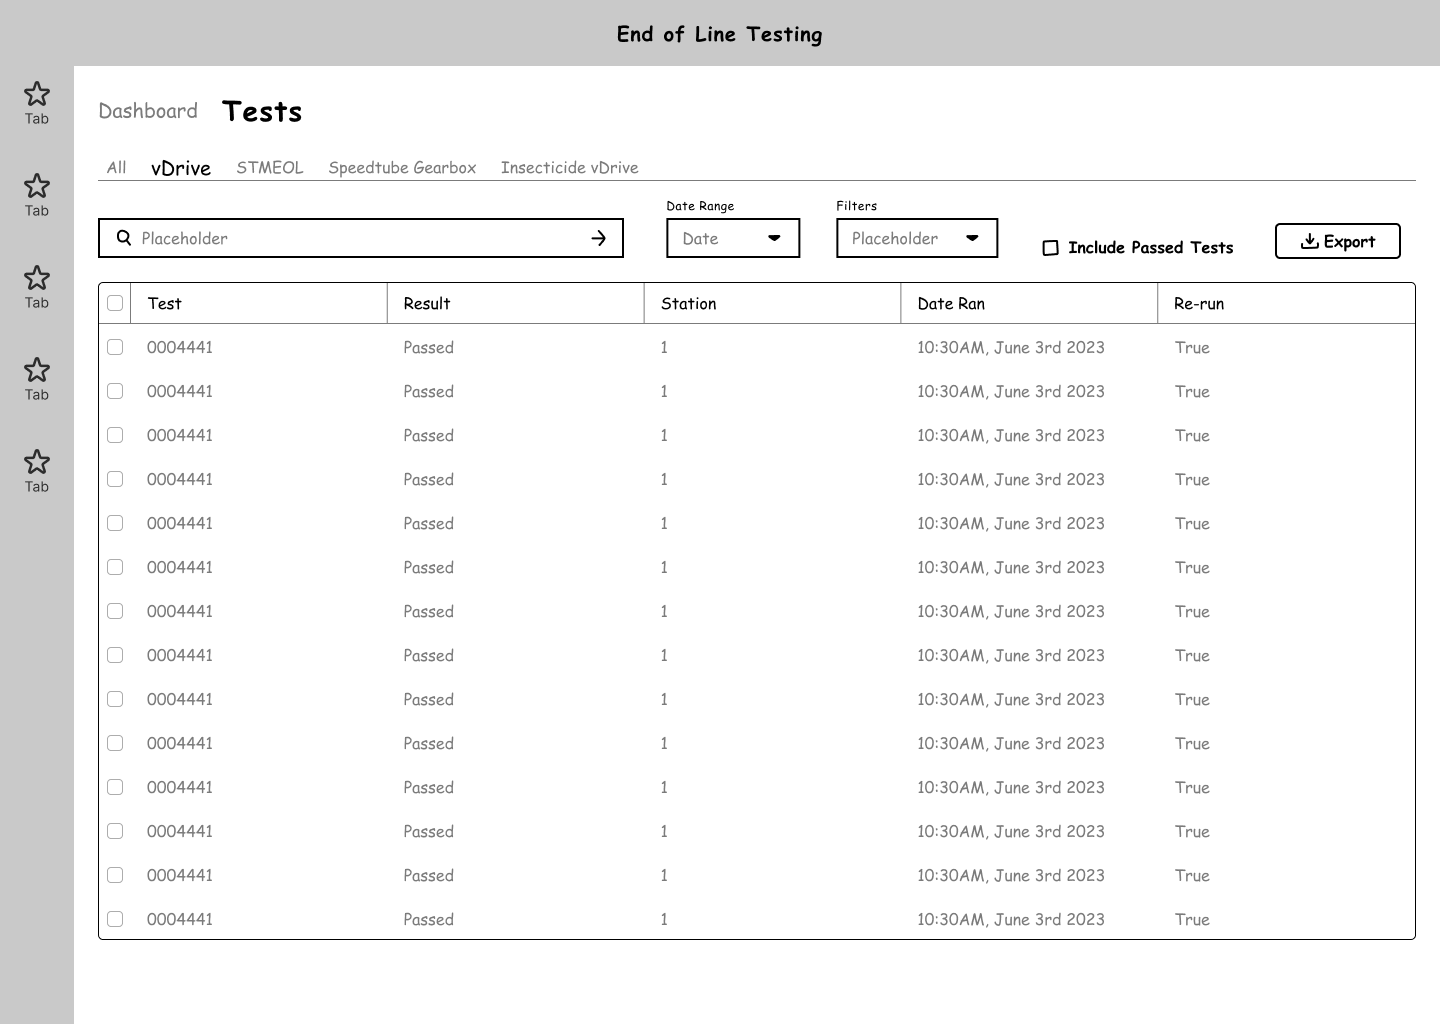 End of Line Testing
Tab
Tab
Tab
Tab
Tab
Dashboard Tests
All vDrive STMEOL Speedtube Gearbox Insecticide vDrive
Date Range Filters
Placeholder Date Placeholder Include Passed Tests Export
Test Result Station Date Ran Re-run
0004441 Passed 1 10:30AM, June 3rd 2023 True
0004441 Passed 1 10:30AM, June 3rd 2023 True
0004441 Passed 1 10:30AM, June 3rd 2023 True
0004441 Passed 1 10:30AM, June 3rd 2023 True
0004441 Passed 1 10:30AM, June 3rd 2023 True
0004441 Passed 1 10:30AM, June 3rd 2023 True
0004441 Passed 1 10:30AM, June 3rd 2023 True
0004441 Passed 1 10:30AM, June 3rd 2023 True
0004441 Passed 1 10:30AM, June 3rd 2023 True
0004441 Passed 1 10:30AM, June 3rd 2023 True
0004441 Passed 1 10:30AM, June 3rd 2023 True
0004441 Passed 1 10:30AM, June 3rd 2023 True
0004441 Passed 1 10:30AM, June 3rd 2023 True
0004441 Passed 1 10:30AM, June 3rd 2023 True